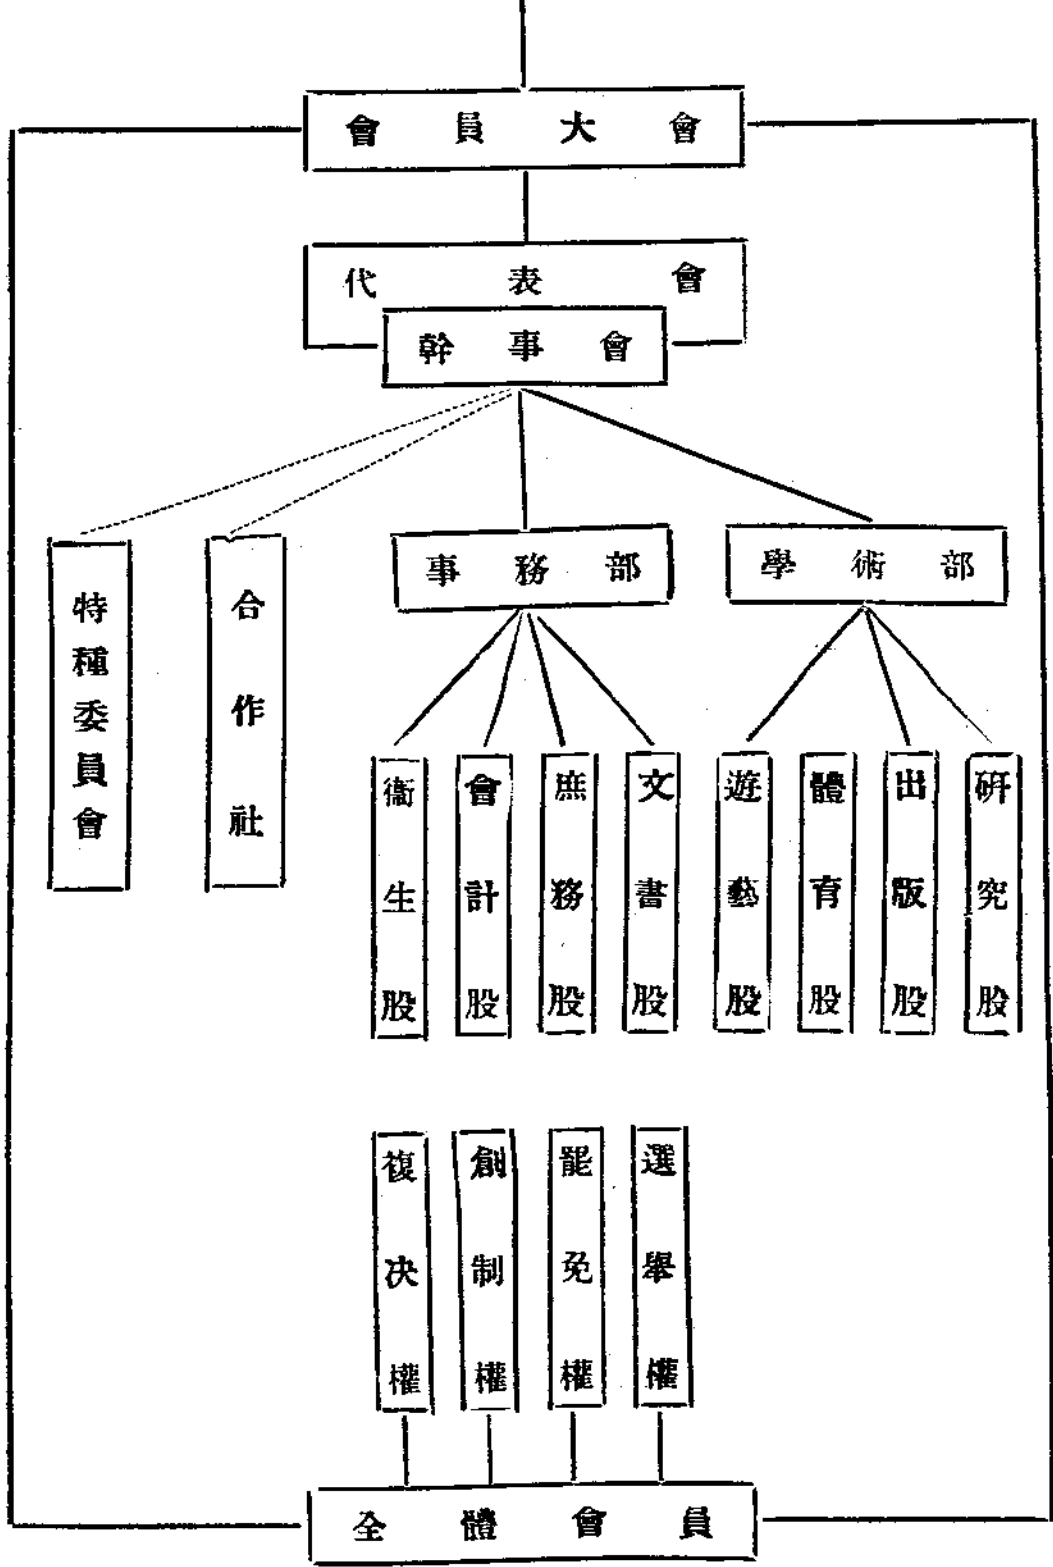 會員大會
代表會
幹事會
特種委員會
合作社
事務部
學術部
衞生股
會計股
庶務股
文書股
遊藝股
體育股
出版股
研究股
複决權
創制權
罷免權
選舉權
全體會員